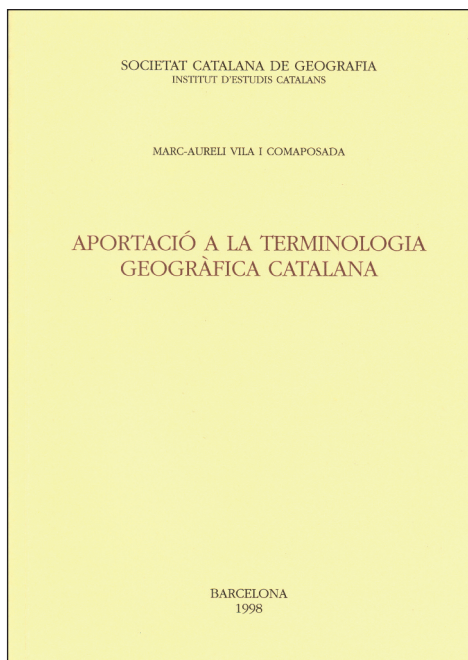 SOCIETAT CATALANA DE GEOGRAFIA
INSTITUT D'ESTUDIS CATALANS
MARC-AURELI VILA I COMAPOSADA
APORTACIÓ A LA TERMINOLOGIA
GEOGRÀFICA CATALANA
BARCELONA
1998